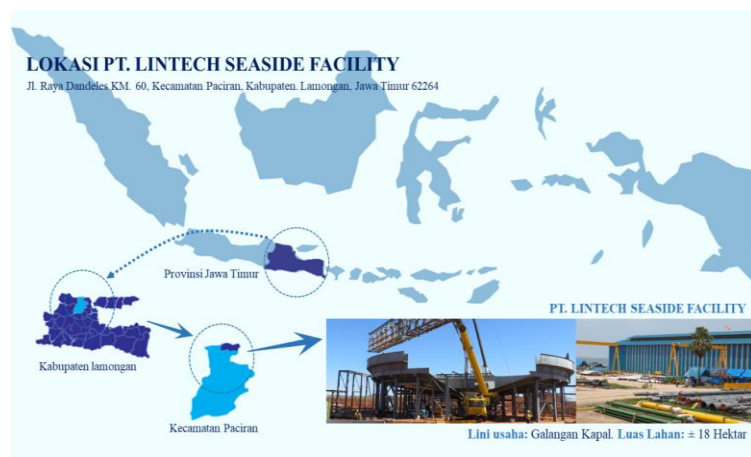 LOKASI PT. LINTECH SEASIDE FACILITY
Jl. Raya Dandeles KM. 60, Kecamatan Paciran, Kabupaten. Lamongan, Jawa Timur 62264
Provinsi Jawa Timur
Kabupaten lamongan
Kecamatan Paciran
PT. LINTECH SEASIDE FACILITY
Lini usaha: Galangan Kapal. Luas Lahan: ± 18 Hektar